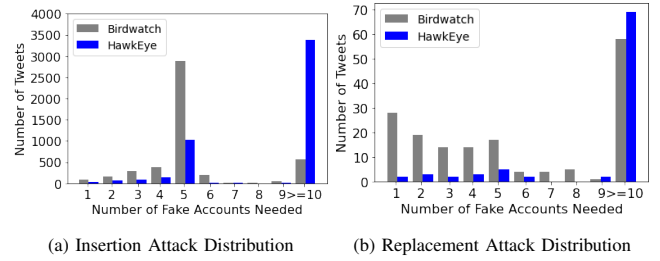 4000
3500
3000
2500
2000
1500
1000
500
0
Number of Tweets
Birdwatch
HawkEye
1 2 3 4 5 6 7 8 9>=10
Number of Fake Accounts Needed
(a) Insertion Attack Distribution
70
60
50
40
30
20
10
0
Number of Tweets
Birdwatch
HawkEye
1 2 3 4 5 6 7 8 9>=10
Number of Fake Accounts Needed
(b) Replacement Attack Distribution